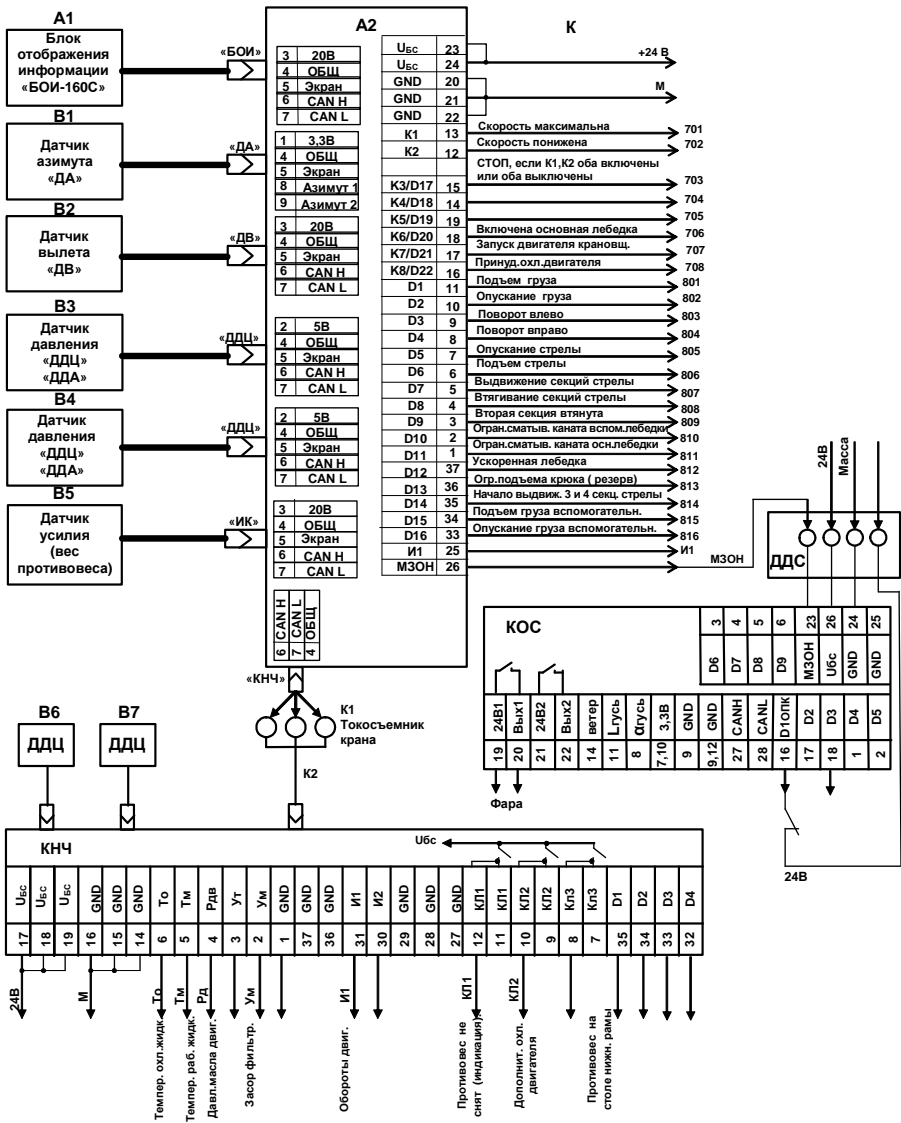 А1
Блок
отображения
информации
«БОИ-160С»
В1
Датчик
азимута
«ДА»
В2
Датчик
вылета
«ДВ»
В3
Датчик
давления
«ДДЦ»
«ДДА»
В4
Датчик
давления
«ДДЦ»
«ДДА»
В5
Датчик
усилия
(вес
противовеса)
«БОИ»
«ДА»
«ДВ»
«ДДЦ»
«ДДЦ»
«ИК»
А2
3 20В
4 ОБЩ
5 Экран
6 CAN H
7 CAN L
1 3,3В
4 ОБЩ
5 Экран
8 Азимут 1
9 Азимут 2
3 20В
4 ОБЩ
5 Экран
6 CAN H
7 CAN L
2 5В
4 ОБЩ
5 Экран
6 CAN H
7 CAN L
2 5В
4 ОБЩ
5 Экран
6 CAN H
7 CAN L
3 20В
4 ОБЩ
5 Экран
6 CAN H
7 CAN L
6 CAN H
7 CAN L
4 ОБЩ
К
UБС 23
UБС 24
+24 В
GND 20
GND 21
GND 22
М
К1 13 Скорость максимальна 701
К2 12 Скорость понижена 702
СТОП, если К1,К2 оба включены
или оба выключены
К3/D17 15 703
К4/D18 14 704
К5/D19 19 705
К6/D20 18 Включена основная лебедка 706
К7/D21 17 Запуск двигателя крановщ. 707
К8/D22 16 Принуд.охл.двигателя 708
D1 11 Подъем груза 801
D2 10 Опускание груза 802
D3 9 Поворот влево 803
D4 8 Поворот вправо 804
D5 7 Опускание стрелы 805
D6 6 Подъем стрелы 806
D7 5 Выдвижение секций стрелы 807
D8 4 Втягивание секций стрелы 808
D9 3 Вторая секция втянута 809
D10 2 Огран.сматыв. каната вспом.лебедки 810
D11 1 Огран.сматыв. каната осн.лебедки 811
D12 37 Ускоренная лебедка 812
D13 36 Огр.подъема крюка ( резерв) 813
D14 35 Начало выдвиж. 3 и 4 секц. стрелы 814
D15 34 Подъем груза вспомогательн. 815
D16 33 Опускание груза вспомогательн. 816
И1 25 И1
МЗОН 26 МЗОН
24В
Масса
ДДС
КОС
3 4 5 6 23 26 24 25
D6 D7 D8 D9 МЗОН Uбс GND GND
24В1 Вых1 24В2 Вых2 ветер Lгусь αгусь 3,3В GND GND CANH CANL D1ОПК D2 D3 D4 D5
19 20 21 22 14 11 8 7,10 9 9,12 27 28 16 17 18 1 2
Фара
24В
«КНЧ»
К1
Токосъемник
крана
К2
В6
ДДЦ
В7
ДДЦ
КНЧ
Uбс
UБС UБС UБС GND GND GND То Тм Рдв Ут Ум GND GND GND И1 И2 GND GND GND КЛ1 КЛ1 КЛ2 КЛ2 Кл3 Кл3 D1 D2 D3 D4
17 18 19 16 15 14 6 5 4 3 2 1 37 36 31 30 29 28 27 12 11 10 9 8 7 35 34 33 32
24В
М
То
Тм
Рд
Ум
И1
КЛ1
КЛ2
Темпер. охл.жидк.
Темпер. раб. жидк.
Давл.масла двиг.
Засор фильтр.
Обороты двиг.
Противовес не
снят (индикация)
Дополнит. охл.
двигателя
Противовес на
столе нижн. рамы